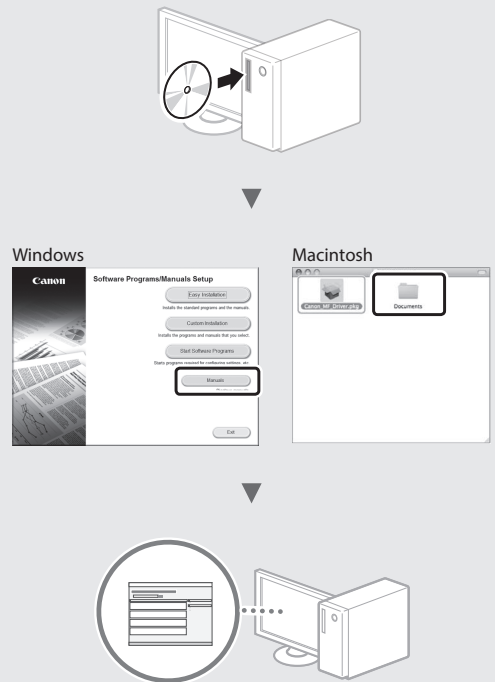 Windows
Macintosh
Canon
Software Programs/Manuals Setup
Easy Installation
Installs the standard programs and the manuals.
Custom Installation
Installs the programs and manuals that you select.
Start Software Programs
Starts programs required for configuring settings, etc.
Manuals
Exit
Canon_MF_Driver.pkg
Documents